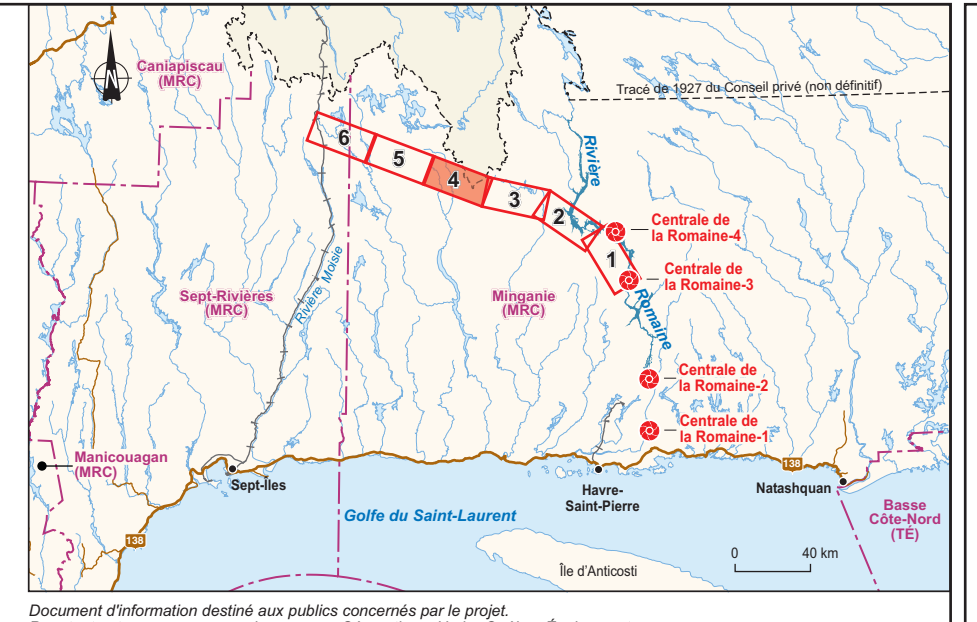 N
Caniapiscau
(MRC)
Tracé de 1927 du Conseil privé (non définitif)
6
5
4
3
2
1
Rivière
Romaine
Centrale de
la Romaine-4
Centrale de
la Romaine-3
Sept-Rivières
(MRC)
Rivière Moisie
Minganie
(MRC)
Centrale de
la Romaine-2
Centrale de
la Romaine-1
Manicouagan
(MRC)
Sept-Îles
Havre-
Saint-Pierre
138
Natashquan
Basse
Côte-Nord
(TÉ)
Golfe du Saint-Laurent
138
0 40 km
Île d'Anticosti
Document d'information destiné aux publics concernés par le projet.